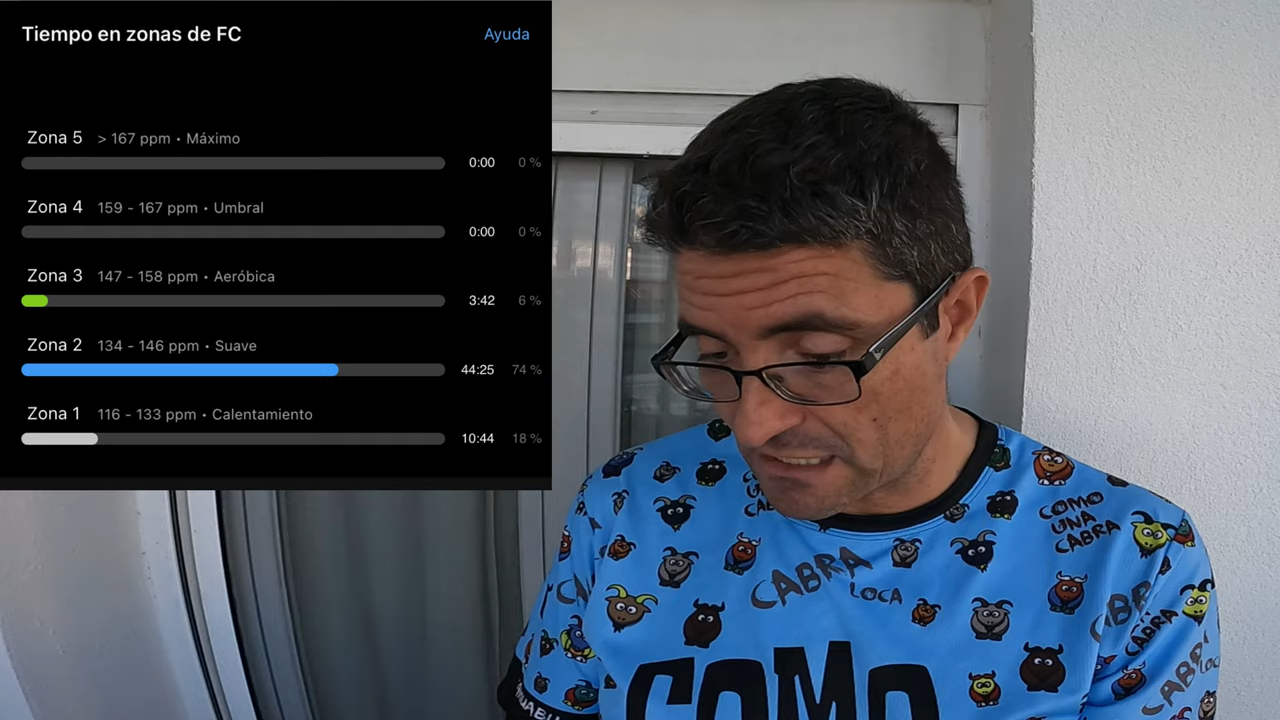 Tiempo en zonas de FC
Ayuda
Zona 5 > 167 ppm • Máximo
0:00 0 %
Zona 4 159 - 167 ppm • Umbral
0:00 0 %
Zona 3 147 - 158 ppm • Aeróbica
3:42 6 %
Zona 2 134 - 146 ppm • Suave
44:25 74 %
Zona 1 116 - 133 ppm • Calentamiento
10:44 18 %
COMO
UNA
CABRA
CABRA
LOCA
CABRA
COMO